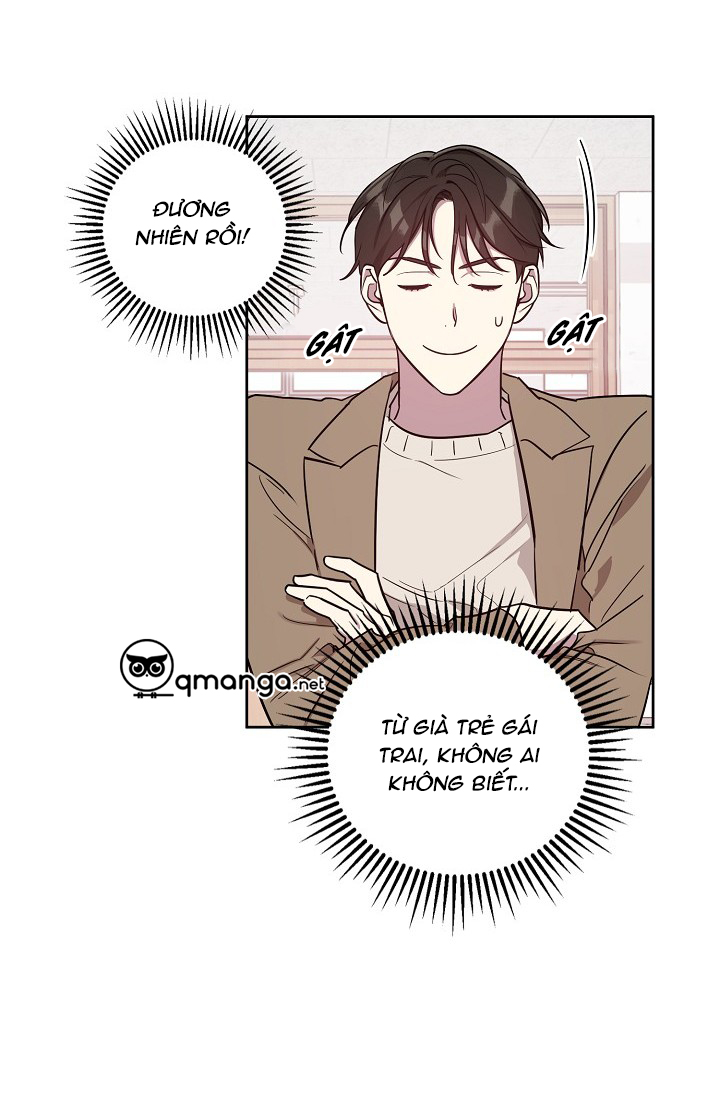 ĐƯƠNG
NHIÊN RỒI!
GẬT
GẬT
qmanga.net
TỪ GIÀ TRẺ GÁI
TRAI, KHÔNG AI
KHÔNG BIẾT...